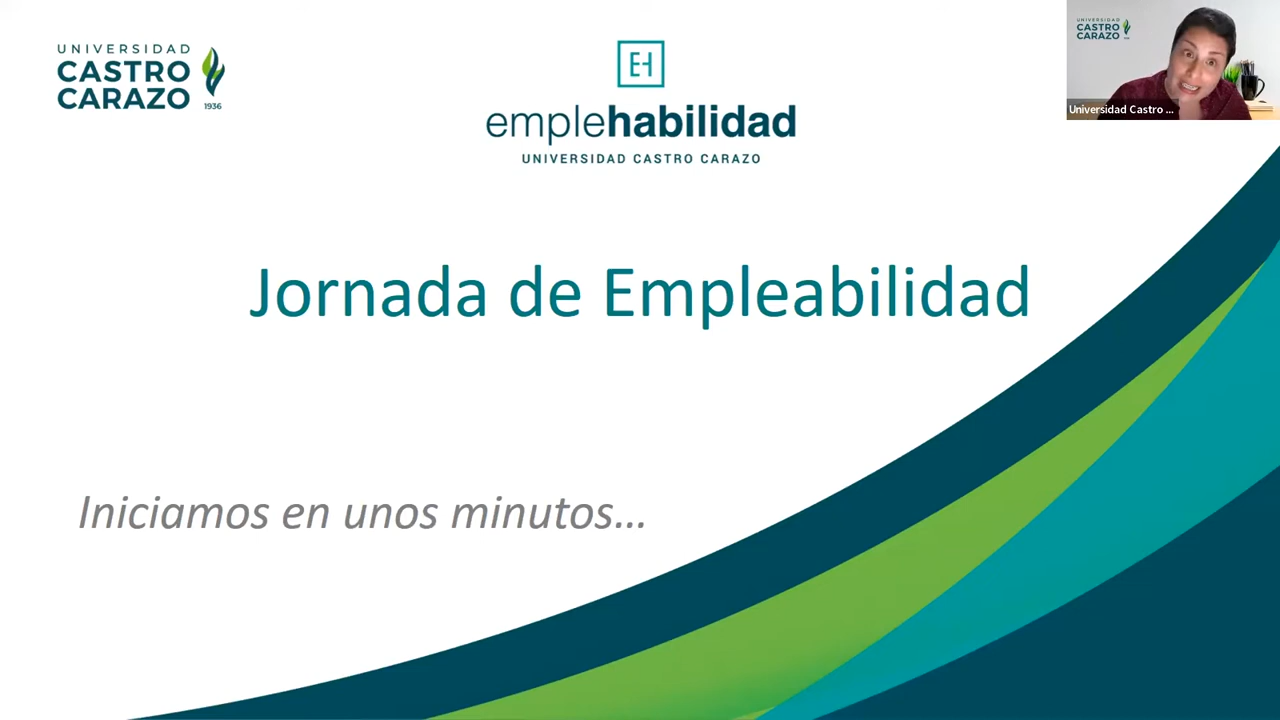 UNIVERSIDAD
CASTRO
CARAZO
1936
EH
emplehabilidad
UNIVERSIDAD CASTRO CARAZO
UNIVERSIDAD
CASTRO
CARAZO
Universidad Castro ...
Jornada de Empleabilidad
Iniciamos en unos minutos...